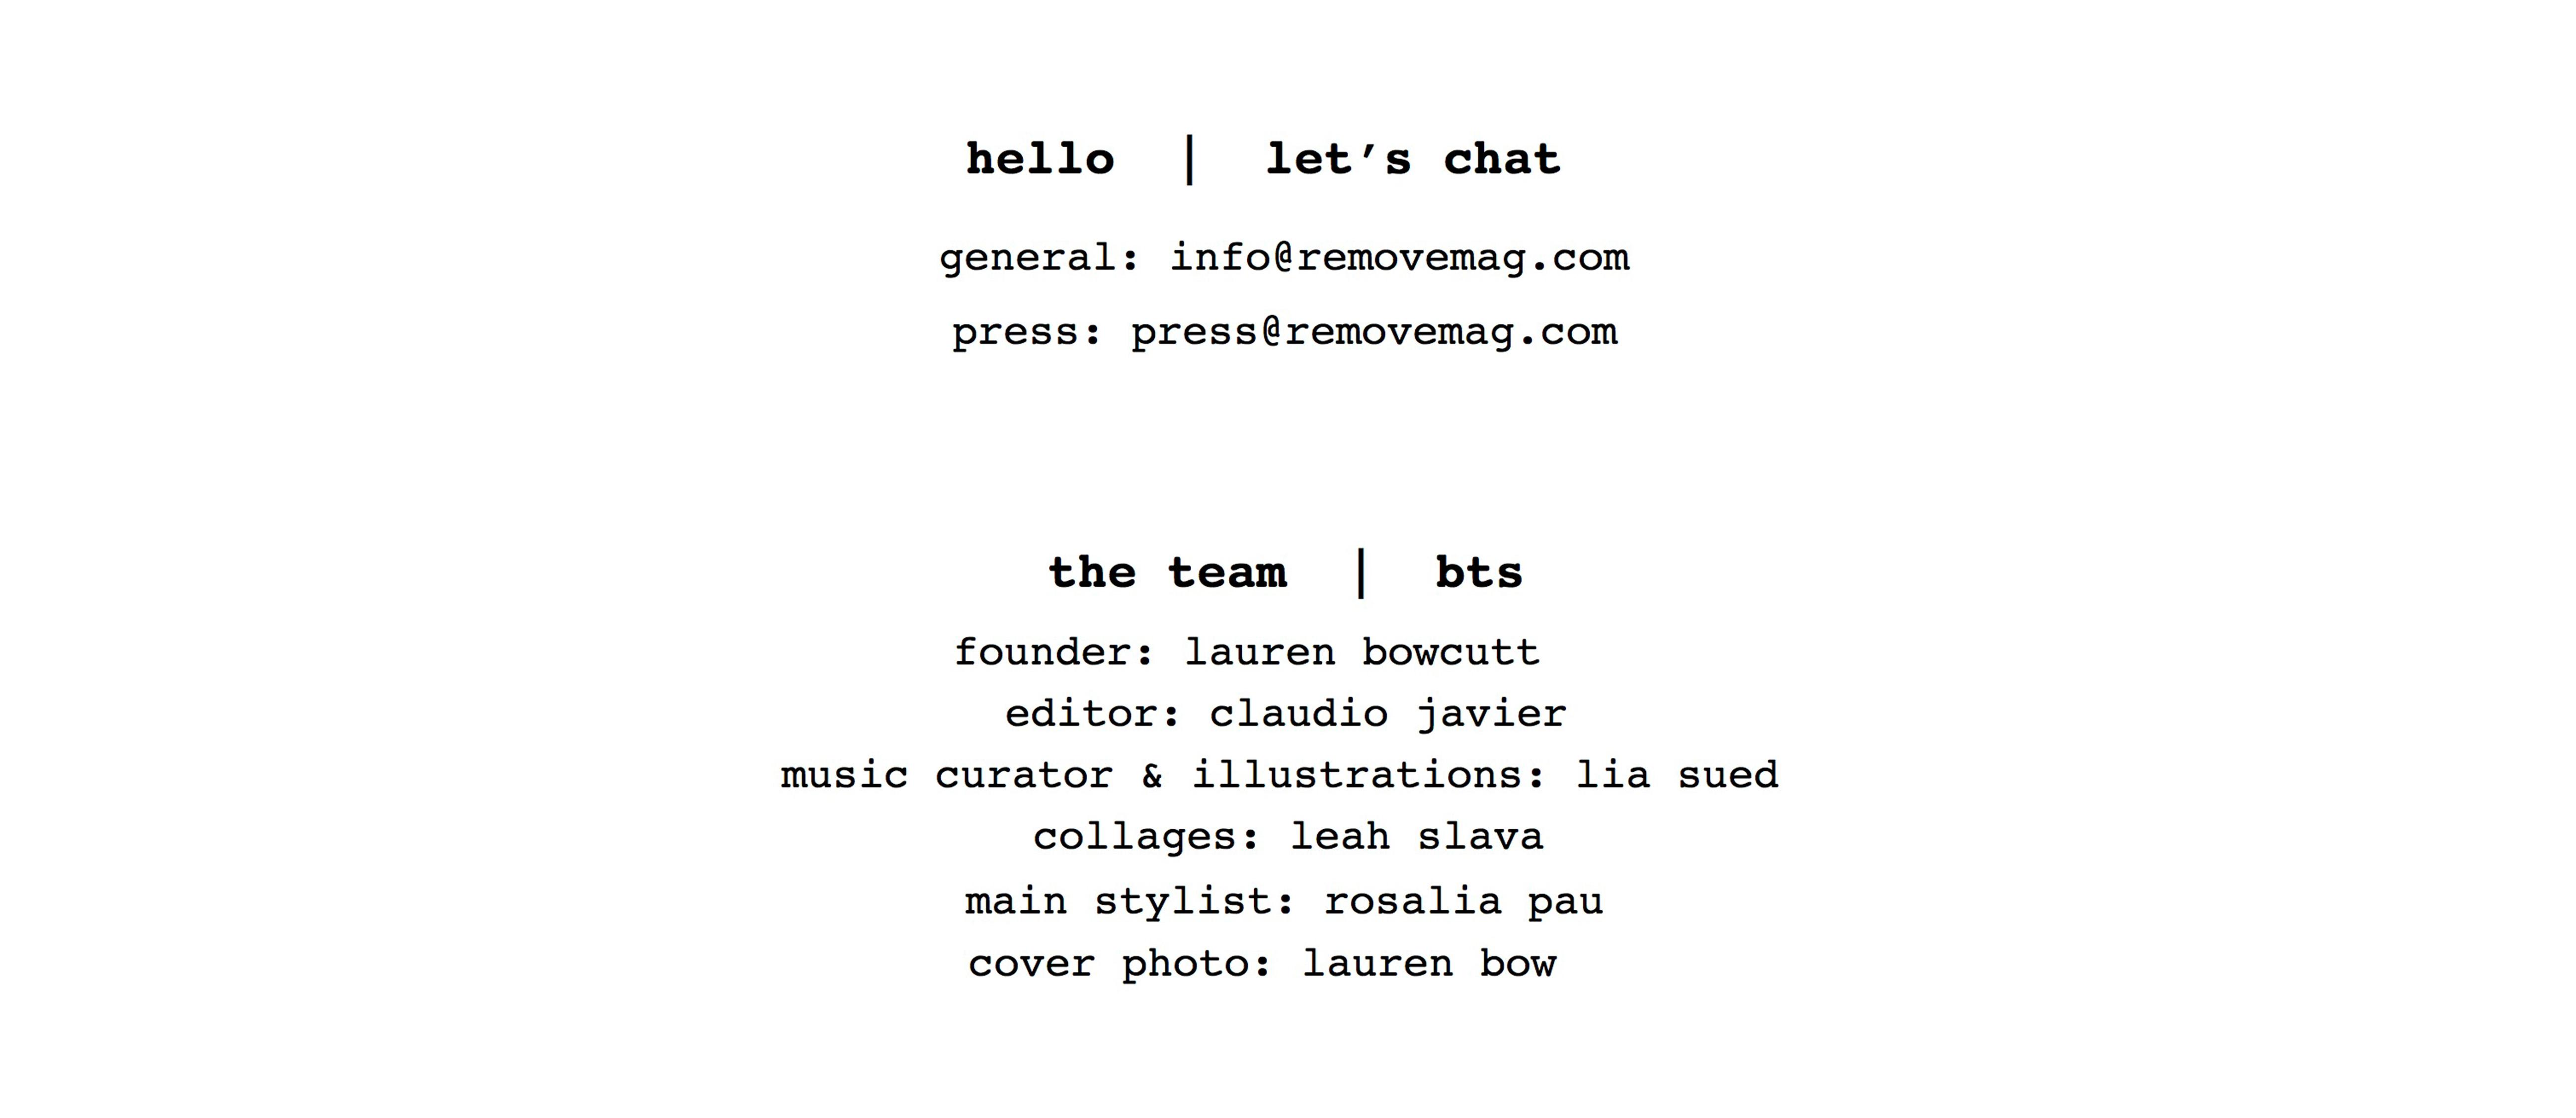 hello | let’s chat
general: info@removemag.com
press: press@removemag.com
the team | bts
founder: lauren bowcutt
editor: claudio javier
music curator & illustrations: lia sued
collages: leah slava
main stylist: rosalia pau
cover photo: lauren bow